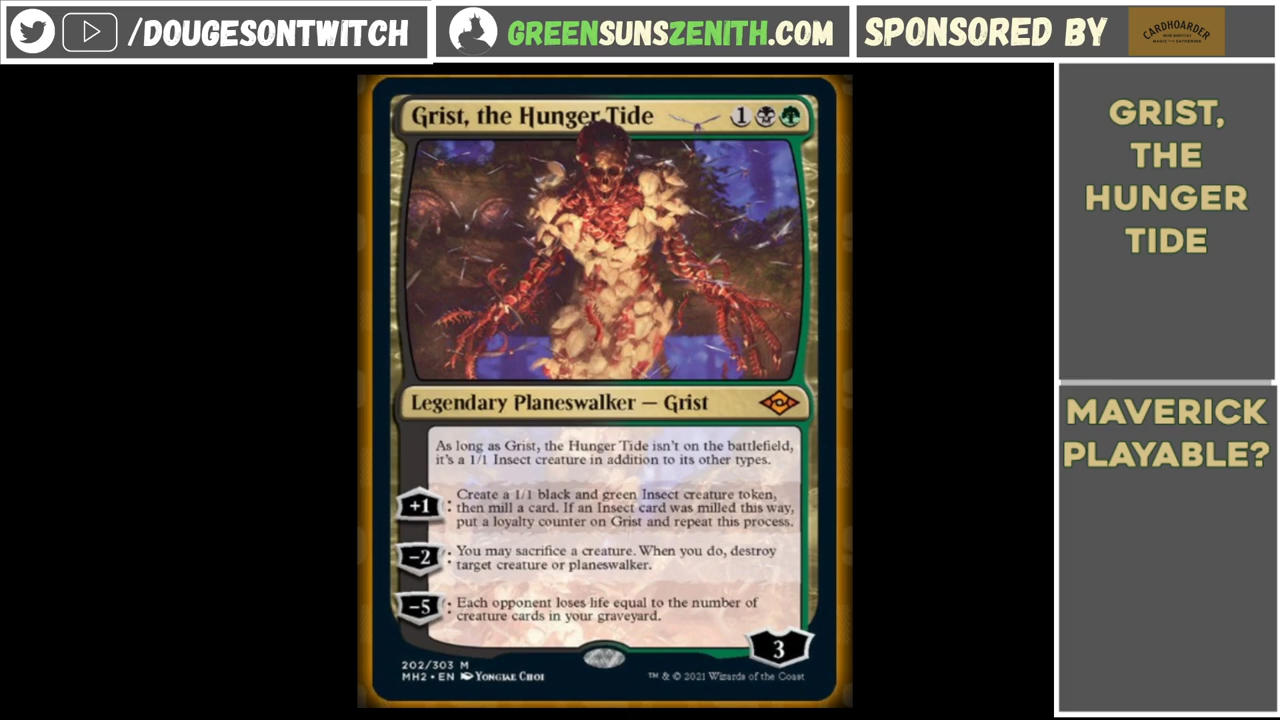 /DOUGESONTWITCH
GREENSUNSZENITH.COM
SPONSORED BY
CARDHOARDER
Grist, the Hunger Tide
1
Legendary Planeswalker — Grist
As long as Grist, the Hunger Tide isn't on the battlefield,
it's a 1/1 Insect creature in addition to its other types.
+1: Create a 1/1 black and green Insect creature token,
then mill a card. If an Insect card was milled this way,
put a loyalty counter on Grist and repeat this process.
−2: You may sacrifice a creature. When you do, destroy
target creature or planeswalker.
−5: Each opponent loses life equal to the number of
creature cards in your graveyard.
3
202/303 M
MH2 • EN Yongjae Choi
™ & © 2021 Wizards of the Coast
GRIST,
THE
HUNGER
TIDE
MAVERICK
PLAYABLE?